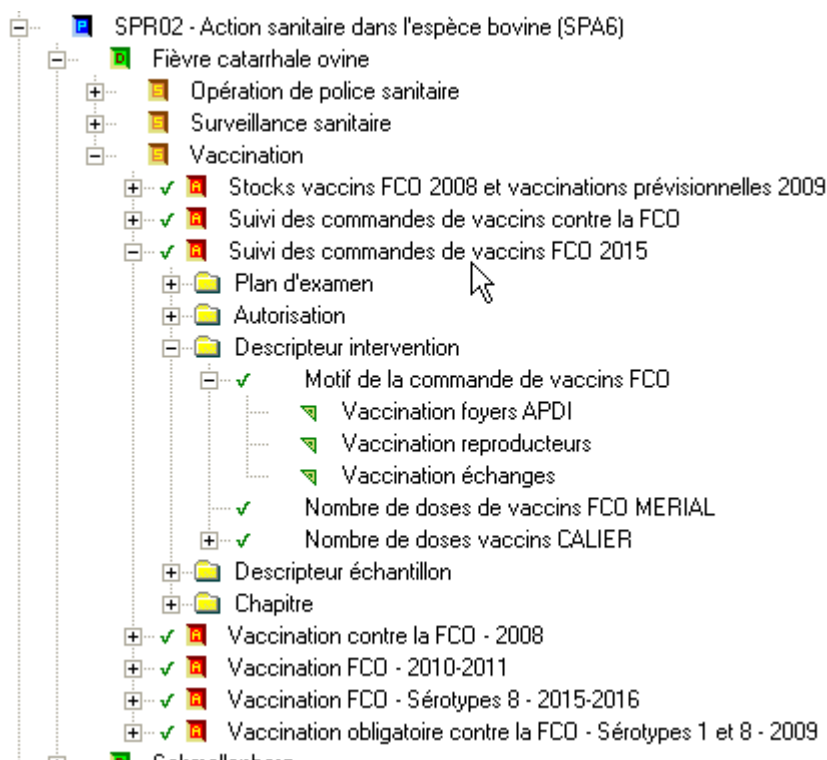 P SPR02 - Action sanitaire dans l'espèce bovine (SPA6)
D Fièvre catarrhale ovine
S Opération de police sanitaire
S Surveillance sanitaire
S Vaccination
A Stocks vaccins FCO 2008 et vaccinations prévisionnelles 2009
A Suivi des commandes de vaccins contre la FCO
A Suivi des commandes de vaccins FCO 2015
Plan d'examen
Autorisation
Descripteur intervention
Motif de la commande de vaccins FCO
Vaccination foyers APDI
Vaccination reproducteurs
Vaccination échanges
Nombre de doses de vaccins FCO MERIAL
Nombre de doses vaccins CALIER
Descripteur échantillon
Chapitre
A Vaccination contre la FCO - 2008
A Vaccination FCO - 2010-2011
A Vaccination FCO - Sérotypes 8 - 2015-2016
A Vaccination obligatoire contre la FCO - Sérotypes 1 et 8 - 2009